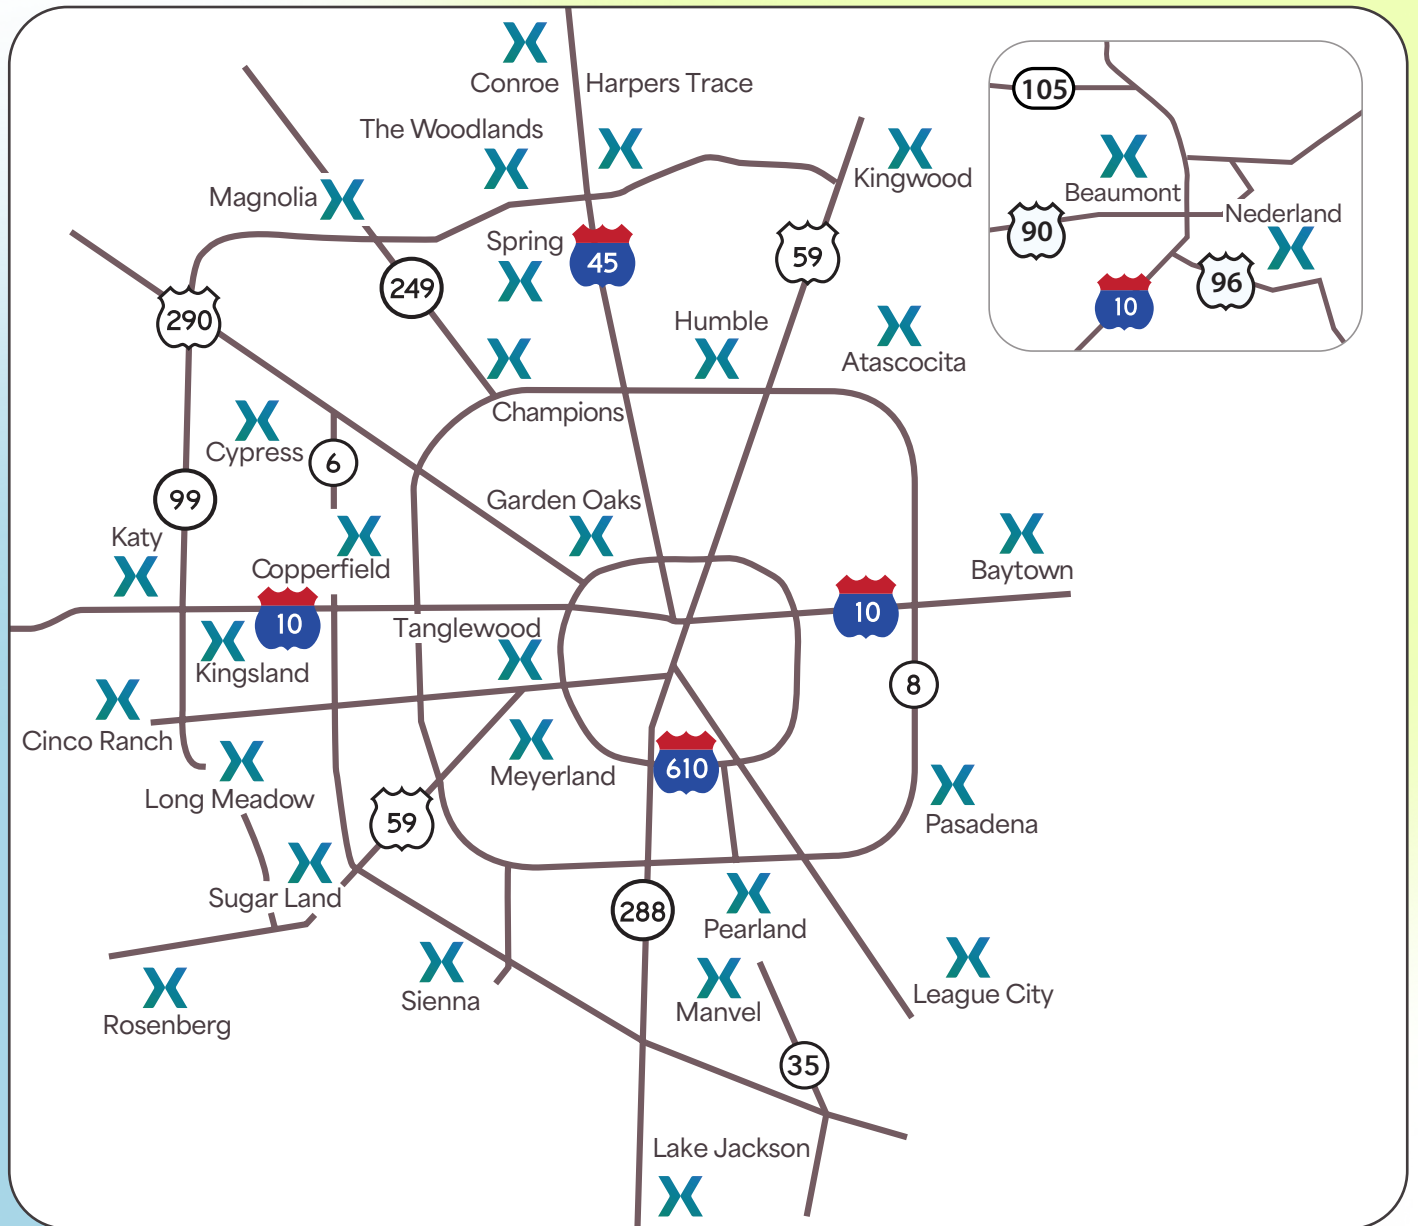 Conroe
Harpers Trace
The Woodlands
Magnolia
Kingwood
Spring
45
59
249
290
Humble
Atascocita
Champions
Cypress
6
99
Garden Oaks
Katy
Copperfield
Baytown
10
10
Tanglewood
Kingsland
8
Cinco Ranch
Meyerland
610
Long Meadow
59
Pasadena
Sugar Land
288
Pearland
Sienna
League City
Manvel
Rosenberg
35
Lake Jackson
105
Beaumont
90
Nederland
96
10